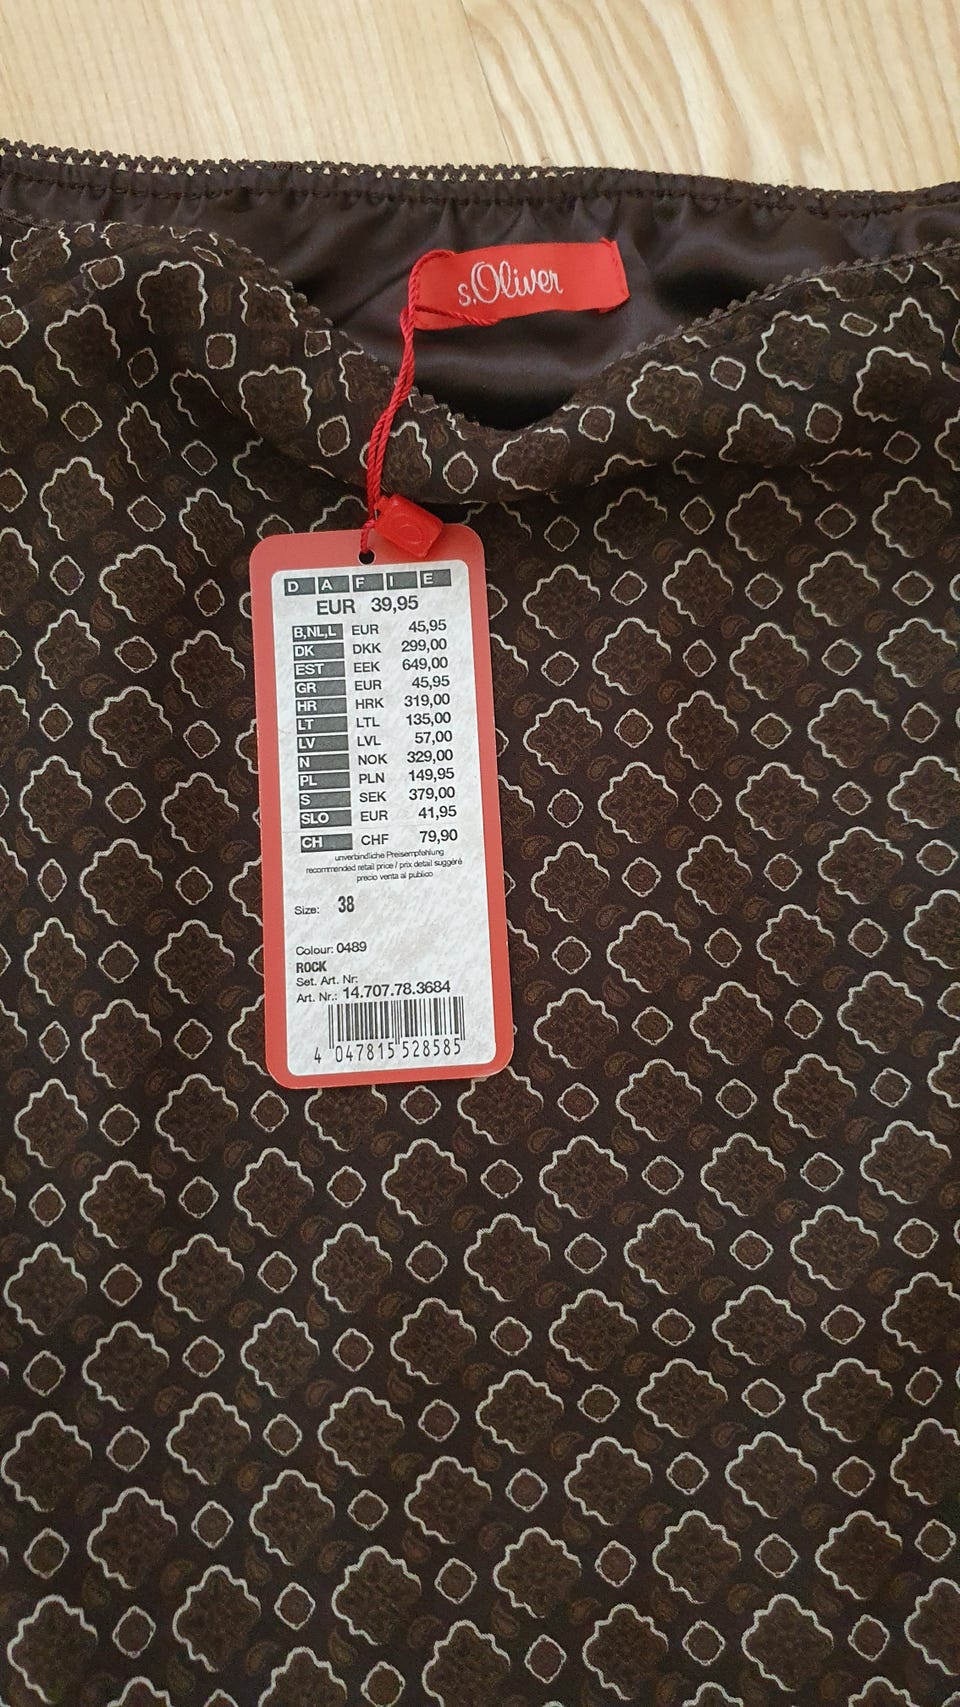 s.Oliver
D A F I E
EUR 39,95
B,NL,L EUR 45,95
DK DKK 299,00
EST EEK 649,00
GR EUR 45,95
HR HRK 319,00
LT LTL 135,00
LV LVL 57,00
N NOK 329,00
PL PLN 149,95
S SEK 379,00
SLO EUR 41,95
CH CHF 79,90
unverbindliche Preisempfehlung
recommended retail price / prix detail suggéré
precio venta al publico
Size: 38
Colour: 0489
ROCK
Set. Art. Nr:
Art. Nr.: 14.707.78.3684
4 047815 528585